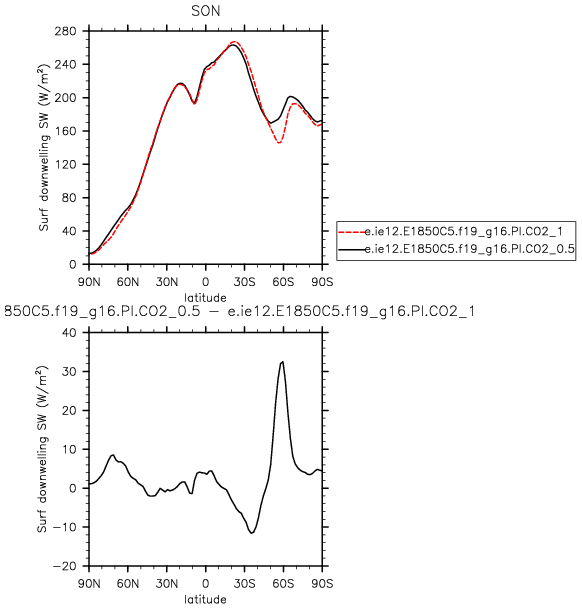 SON
Surf downwelling SW (W/m²)
280
240
200
160
120
80
40
0
90N 60N 30N 0 30S 60S 90S
latitude
e.ie12.E1850C5.f19_g16.PI.CO2_1
e.ie12.E1850C5.f19_g16.PI.CO2_0.5
850C5.f19_g16.PI.CO2_0.5 − e.ie12.E1850C5.f19_g16.PI.CO2_1
Surf downwelling SW (W/m²)
40
30
20
10
0
−10
−20
90N 60N 30N 0 30S 60S 90S
latitude